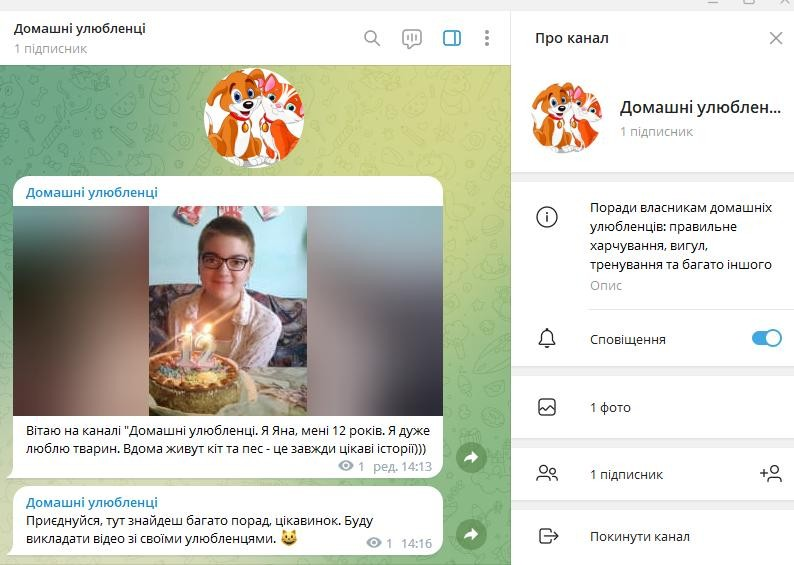 Домашні улюбленці
1 підписник
Про канал
Домашні улюблен...
1 підписник
Домашні улюбленці
12
Вітаю на каналі "Домашні улюбленці. Я Яна, мені 12 років. Я дуже
люблю тварин. Вдома живут кіт та пес - це завжди цікаві історії)))
1 ред. 14:13
Домашні улюбленці
Приєднуйся, тут знайдеш багато порад, цікавинок. Буду
викладати відео зі своїми улюбленцями. 😺
1 14:16
Поради власникам домашніх
улюбленців: правильне
харчування, вигул,
тренування та багато іншого
Опис
Сповіщення
1 фото
1 підписник
Покинути канал